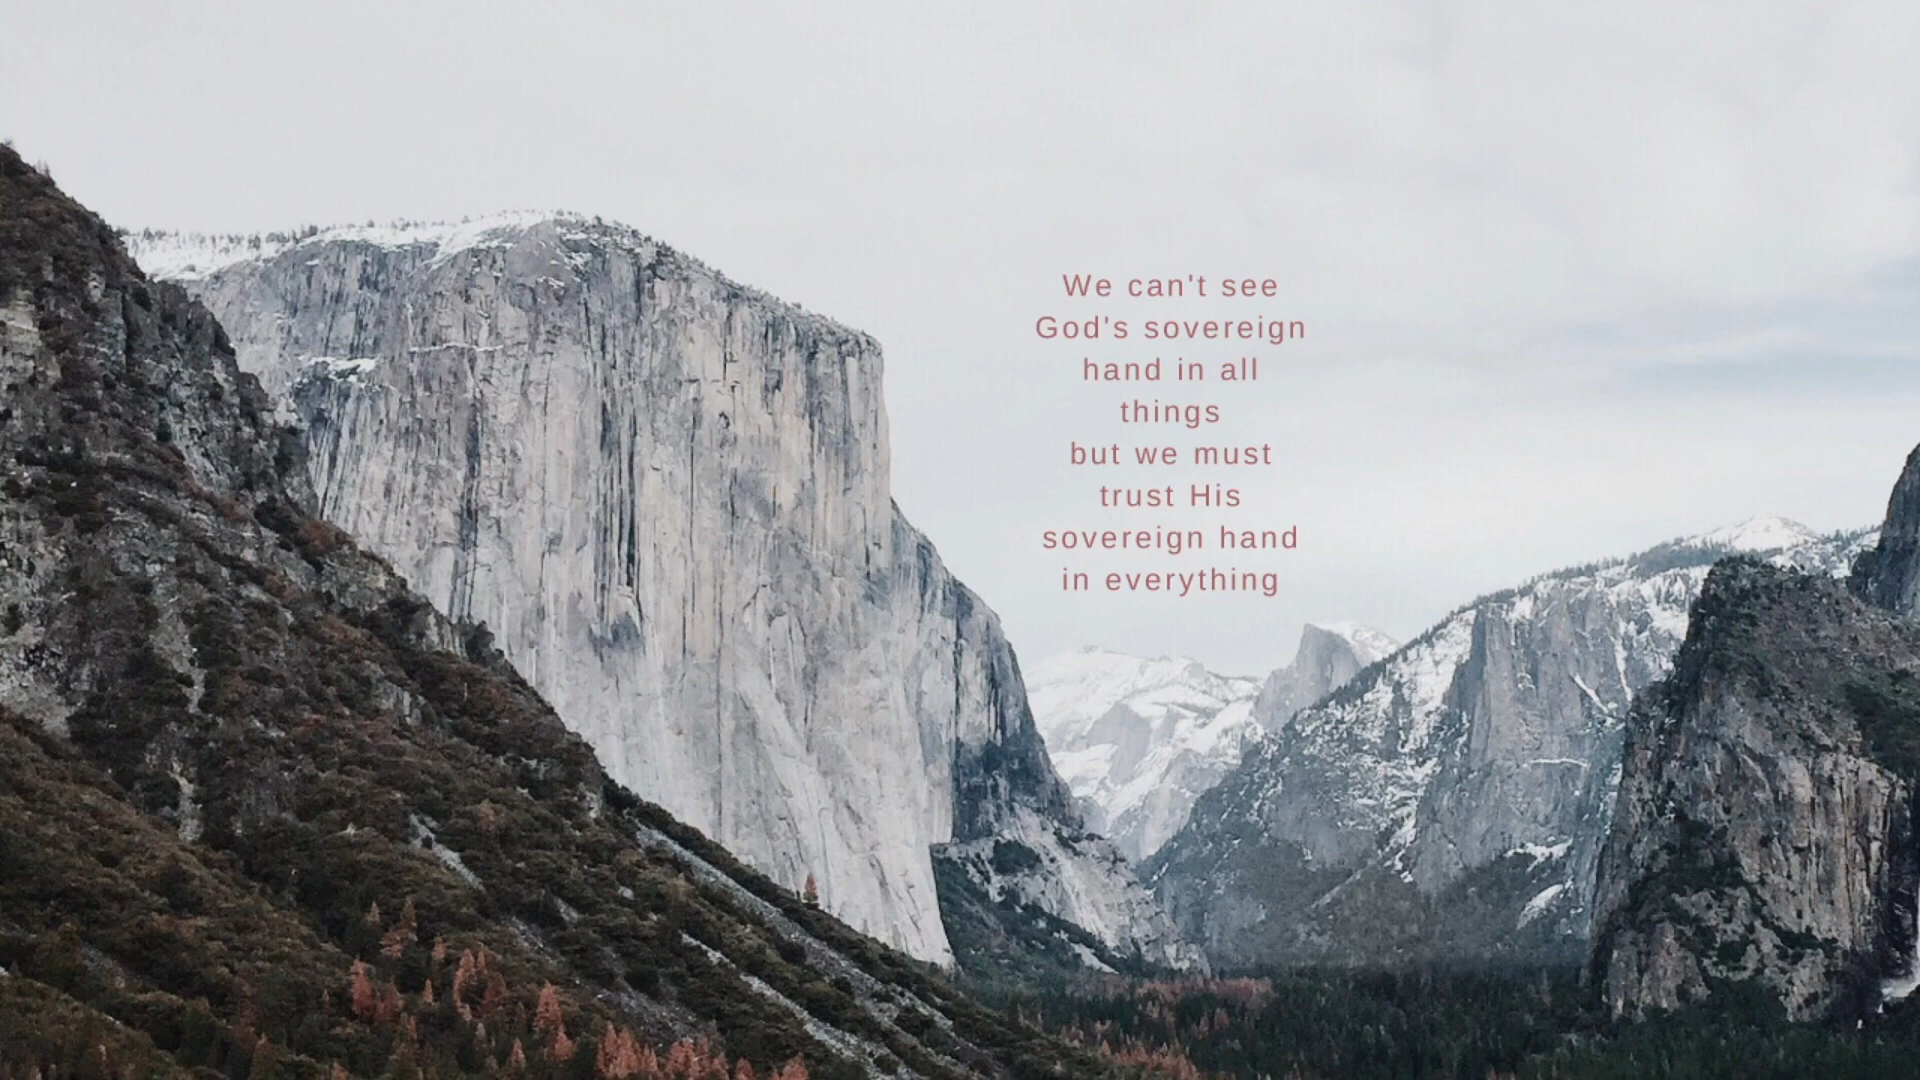 We can't see
God's sovereign
hand in all
things
but we must
trust His
sovereign hand
in everything